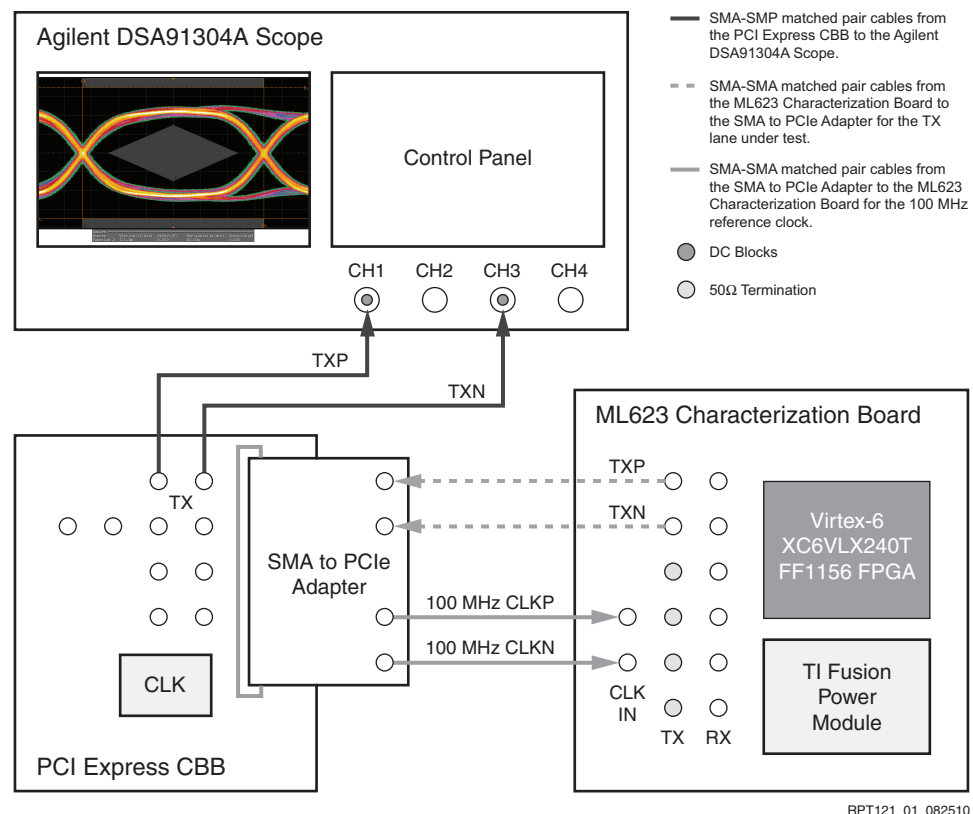 Agilent DSA91304A Scope
Control Panel
CH1
CH2
CH3
CH4
SMA-SMP matched pair cables from
the PCI Express CBB to the Agilent
DSA91304A Scope.
SMA-SMA matched pair cables from
the ML623 Characterization Board to
the SMA to PCIe Adapter for the TX
lane under test.
SMA-SMA matched pair cables from
the SMA to PCIe Adapter to the ML623
Characterization Board for the 100 MHz
reference clock.
DC Blocks
50Ω Termination
TXP
TXN
TX
SMA to PCIe
Adapter
CLK
PCI Express CBB
ML623 Characterization Board
TXP
TXN
100 MHz CLKP
100 MHz CLKN
CLK
IN
TX
RX
Virtex-6
XC6VLX240T
FF1156 FPGA
TI Fusion
Power
Module
RPT121_01_082510